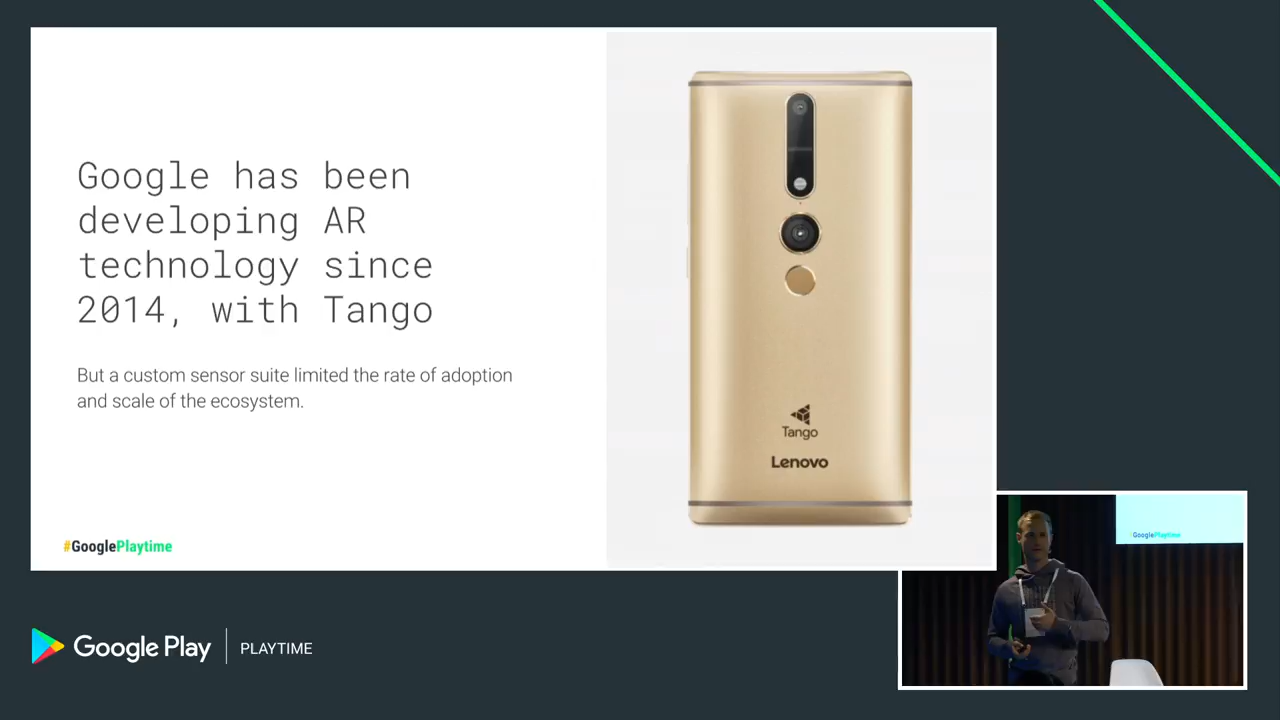 Google has been
developing AR
technology since
2014, with Tango
But a custom sensor suite limited the rate of adoption
and scale of the ecosystem.
Tango
Lenovo
#GooglePlaytime
GooglePlaytime
Google Play
PLAYTIME